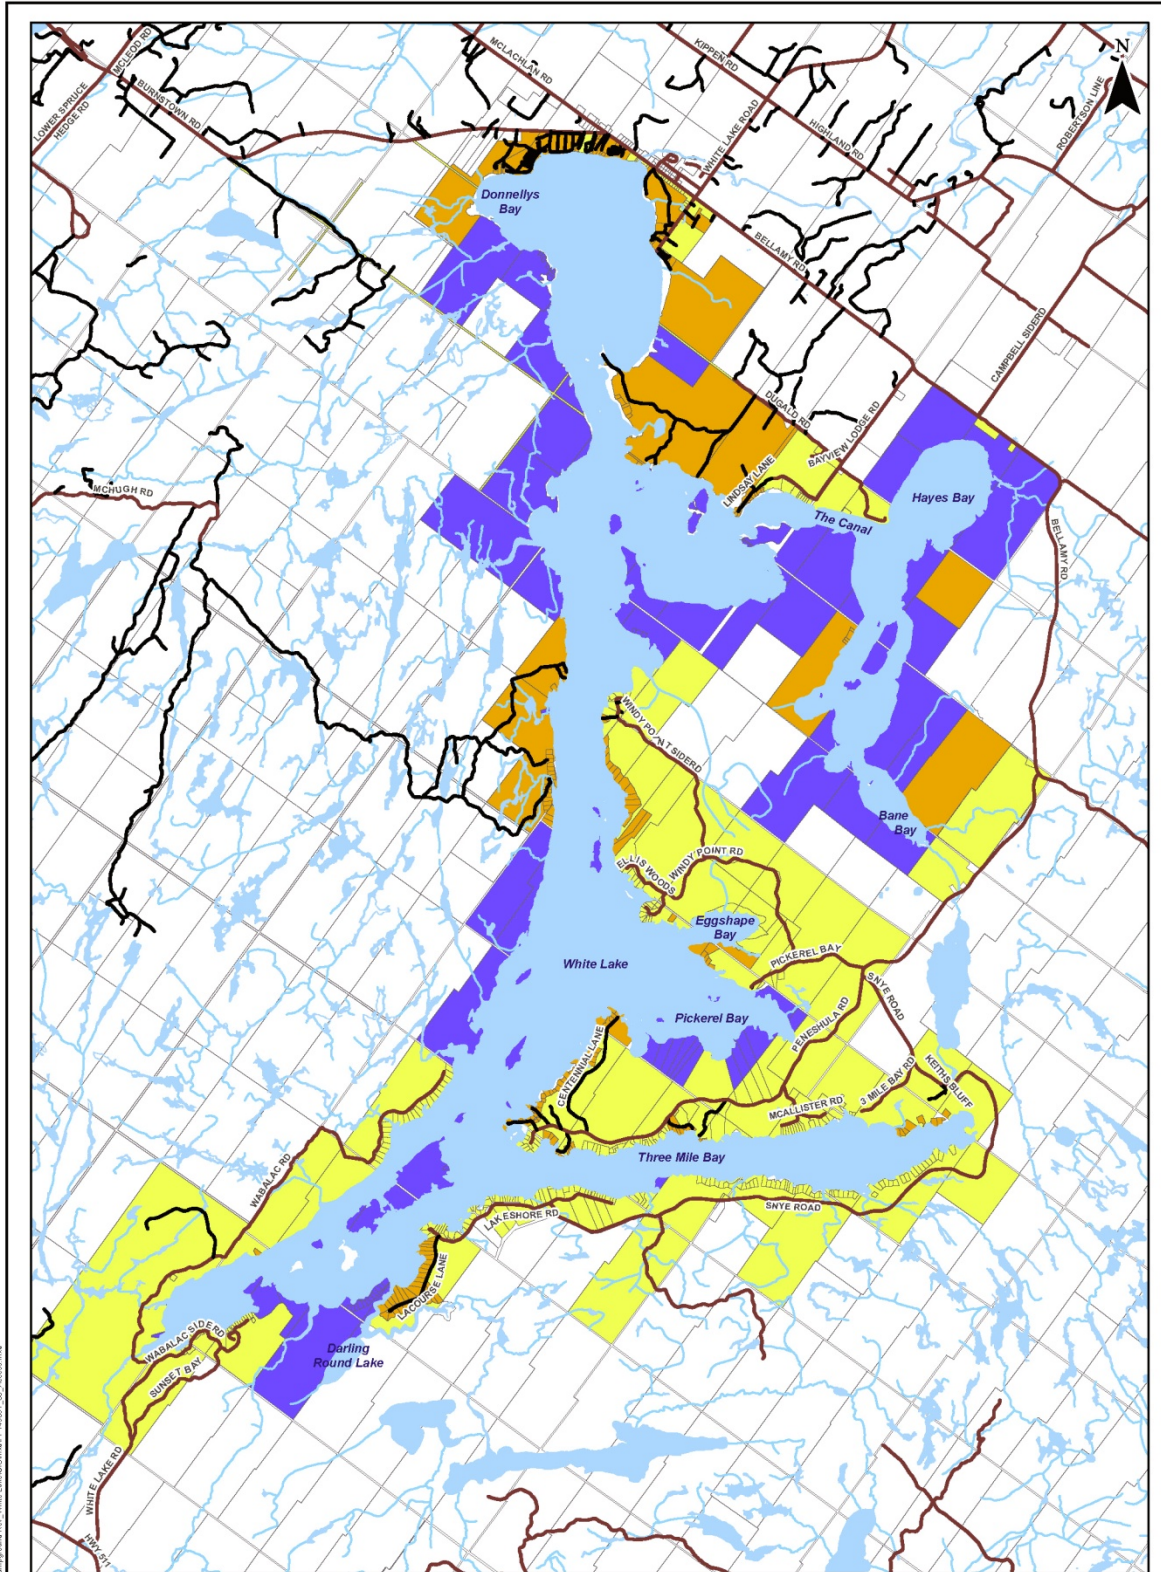 N
MCLEOD RD
LOWER SPRUCE
HEDGE RD
BURNSTOWN RD
MCLACHLAN RD
KIPPEN RD
WHITE LAKE ROAD
HIGHLAND RD
ROBERTSON LINE
Donnellys
Bay
BELLAMY RD
CAMPBELL SIDERD
DUGALD RD
BAYVIEW LODGE RD
LINDSAY LANE
Hayes Bay
The Canal
BELLAMY RD
MCHUGH RD
WINDY POINT SIDERD
Bane
Bay
WINDY POINT RD
ELLIS WOODS
Eggshape
Bay
PICKEREL BAY
White Lake
SNYE ROAD
Pickerel Bay
PENESHULA RD
CENTENNIAL LANE
KEITHS BLUFF
3 MILE BAY RD
MCALLISTER RD
Three Mile Bay
WABALAC RD
SNYE ROAD
LAKESHORE RD
LACOURSE LANE
WABALAC SIDERD
Darling
Round Lake
SUNSET BAY
WHITE LAKE RD
HWY 511